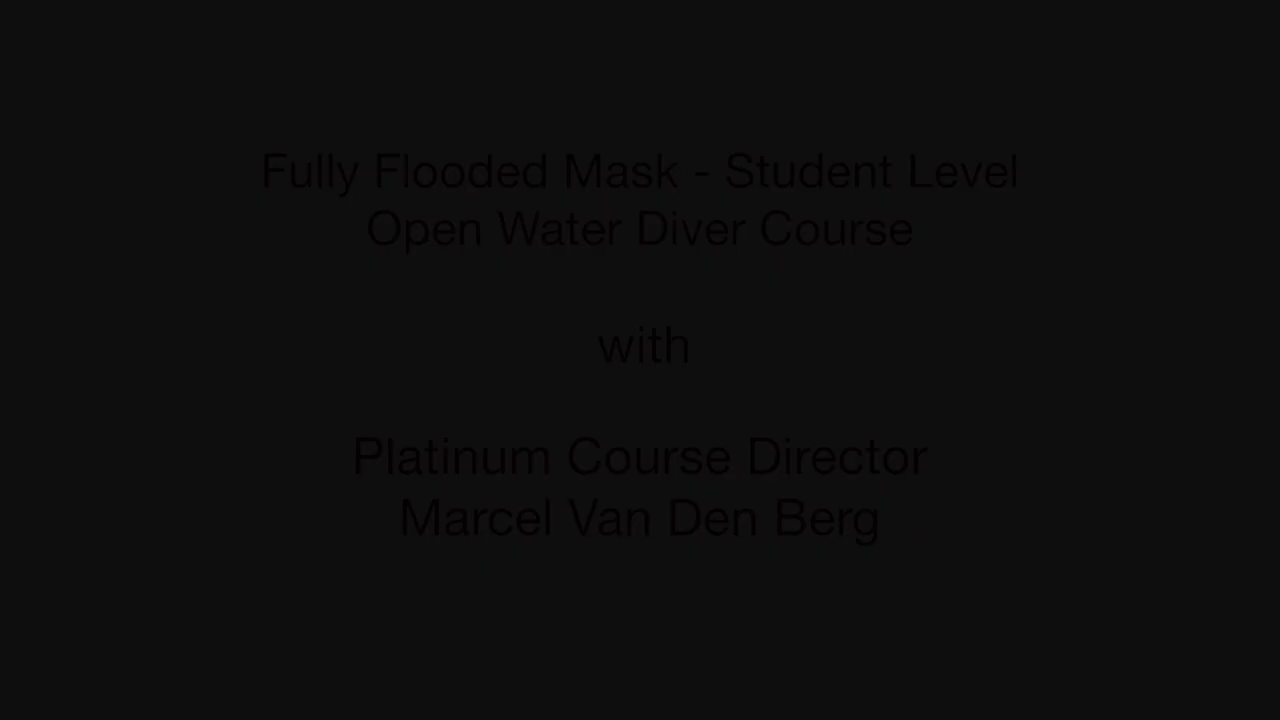 Fully Flooded Mask - Student Level
Open Water Diver Course
with
Platinum Course Director
Marcel Van Den Berg